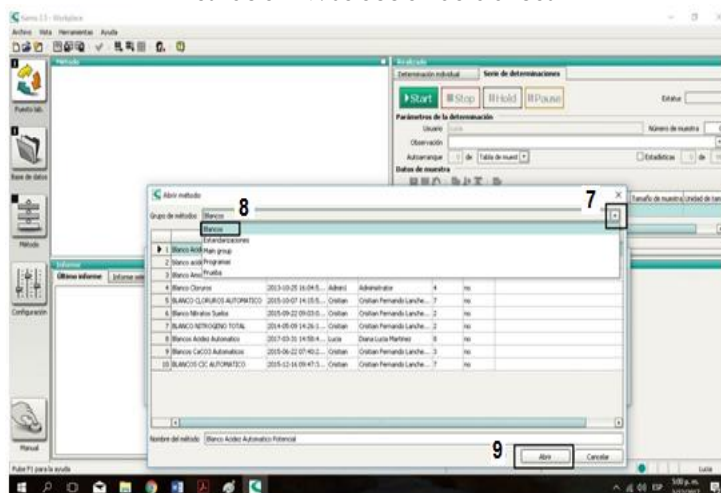 Tiamo 2.3 - Workplace
Archivo Vista Herramientas Ayuda
Método
Realizado
Determinación individual Serie de determinaciones
Start Stop Hold Pause
Estatus
Parámetros de la determinación
Usuario Lucia Número de muestra
Observación
Autoarranque de Tabla de muest Estadísticas de
Datos de muestra
Tamaño de muestra Unidad de tam
Puesto lab.
Base de datos
Método
Configuración
Manual
Informe
Último informe
7
8
9
Abrir método
Grupo de métodos Blancos
Blancos
Estandarizaciones
Main group
Programas
Prueba
1 Blanco Acid
2 blanco acid
3 Blanco Amo
4 Blanco Cloruros 2013-10-25 16:04:5... Admin1 Administrator 4 no
5 BLANCO CLORUROS AUTOMATICO 2015-10-07 14:15:5... Cristian Cristian Fernando Lanche... 7 no
6 Blanco Nitratos Suelos 2015-09-22 09:03:0... Cristian Cristian Fernando Lanche... 2 no
7 BLANCO NITROGENO TOTAL 2014-05-09 14:26:1... Cristian Cristian Fernando Lanche... 2 no
8 Blancos Acidez Automatico 2017-03-31 14:58:4... Lucia Diana Lucia Martinez 8 no
9 Blancos CaCO3 Automaticos 2015-06-22 07:40:2... Cristian Cristian Fernando Lanche... 3 no
10 BLANCOS CIC AUTOMATICO 2015-12-16 09:47:3... Cristian Cristian Fernando Lanche... 7 no
Nombre del método Blanco Acidez Automatico Potencial
Abrir Cancelar
Pulse F1 para la ayuda
Lucia
ESP 5:00 p. m.